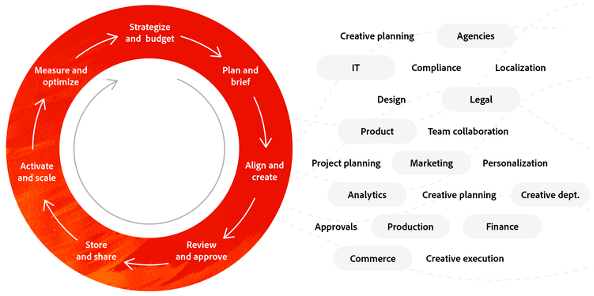 Strategize
and budget
Plan and
brief
Align and
create
Review
and approve
Store
and share
Activate
and scale
Measure and
optimize
Creative planning Agencies
IT Compliance Localization
Design Legal
Product Team collaboration
Project planning Marketing Personalization
Analytics Creative planning Creative dept.
Approvals Production Finance
Commerce Creative execution